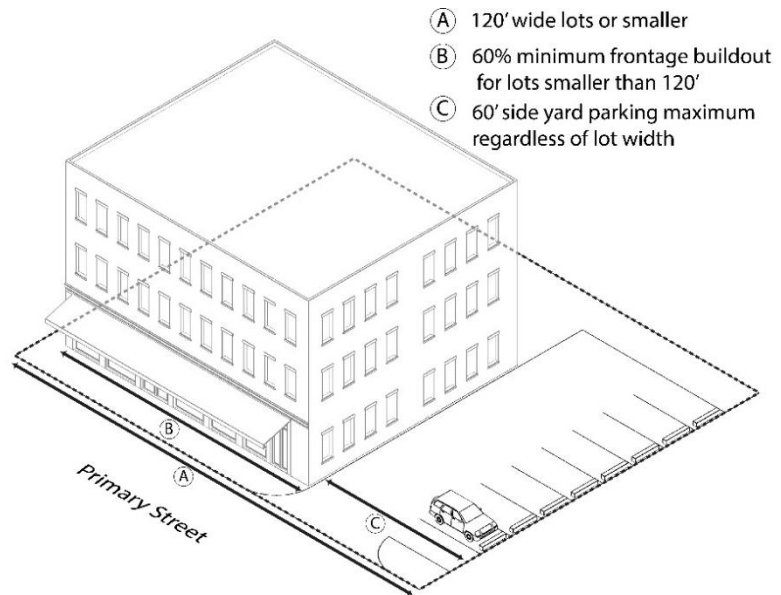 Ⓐ 120' wide lots or smaller
Ⓑ 60% minimum frontage buildout
for lots smaller than 120'
Ⓒ 60' side yard parking maximum
regardless of lot width
Ⓑ
Ⓐ
Ⓒ
Primary Street